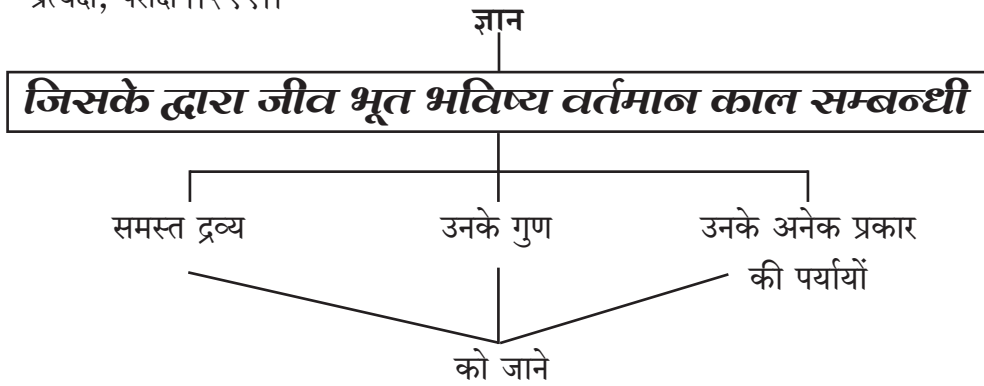 ज्ञान
जिसके द्वारा जीव भूत भविष्य वर्तमान काल सम्बन्धी
समस्त द्रव्य
उनके गुण
उनके अनेक प्रकार
की पर्यायों
को जाने